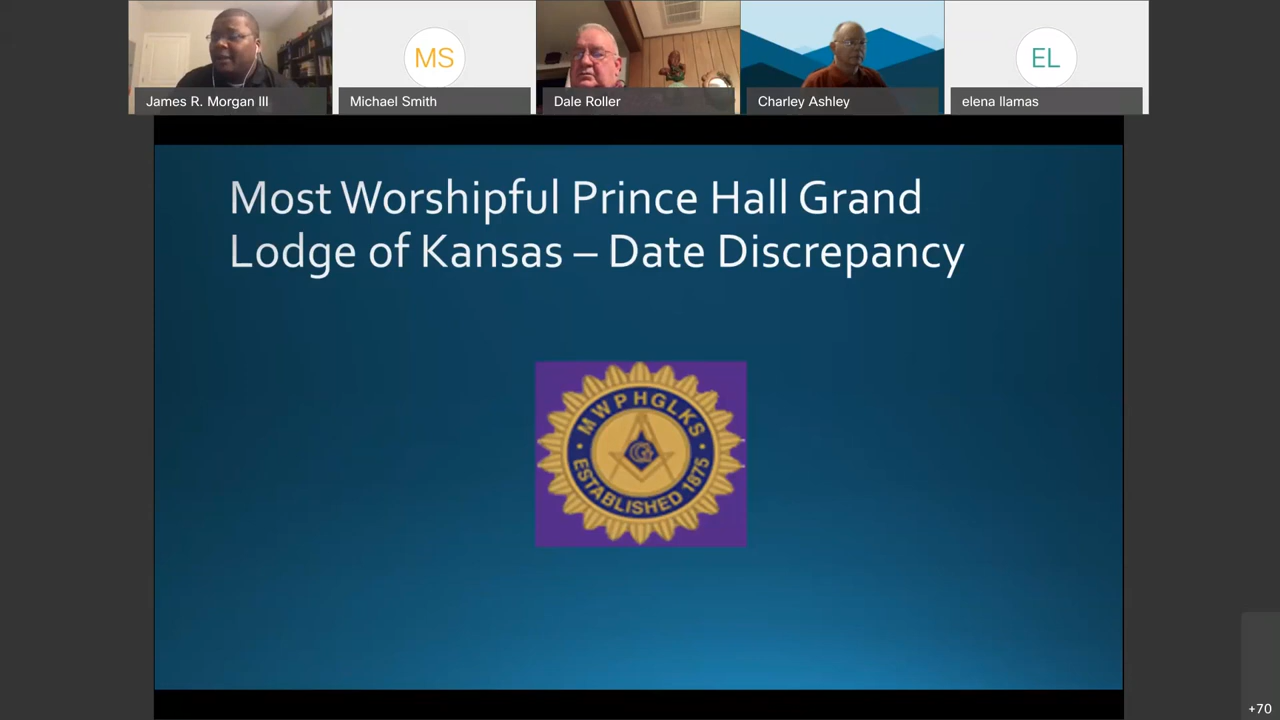 MS
EL
James R. Morgan III
Michael Smith
Dale Roller
Charley Ashley
elena llamas
Most Worshipful Prince Hall Grand
Lodge of Kansas – Date Discrepancy
MWPHGLKS
G
ESTABLISHED 1875
+70